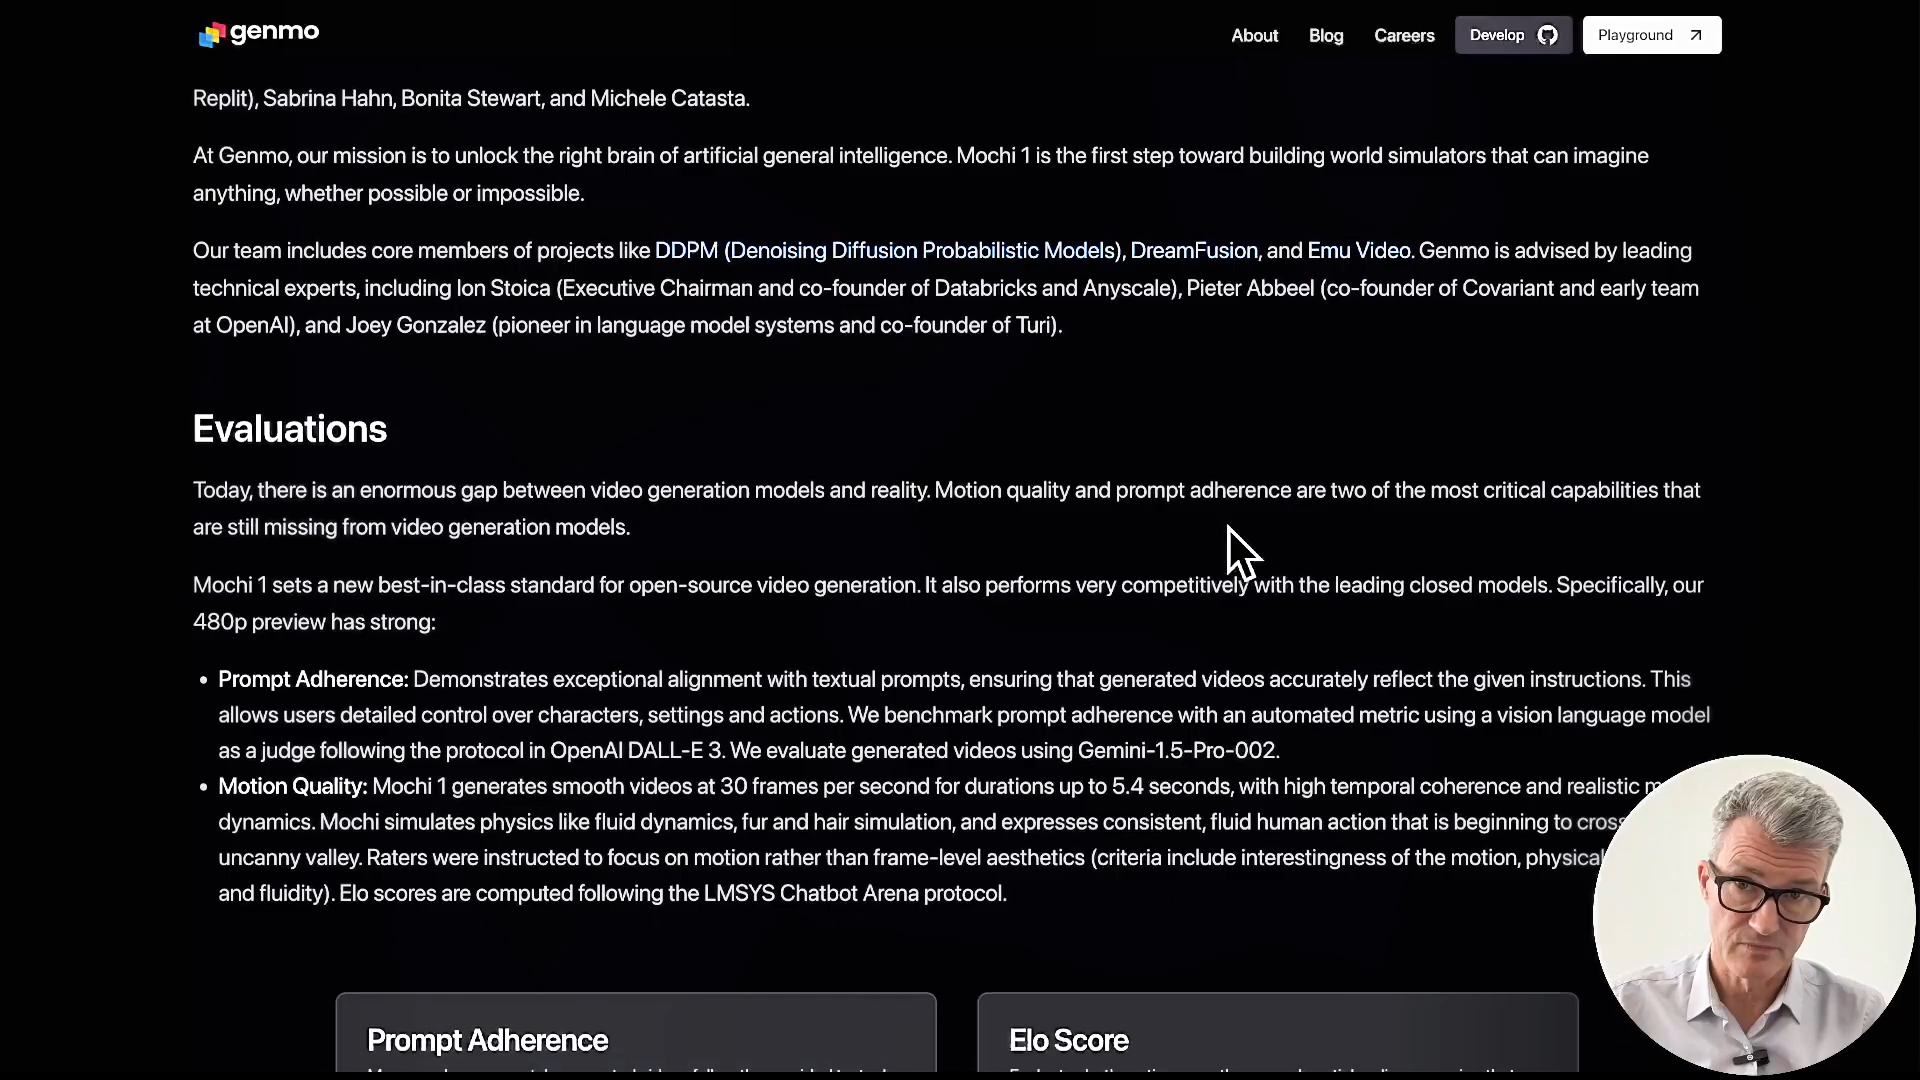 genmo
About Blog Careers Develop Playground
Replit), Sabrina Hahn, Bonita Stewart, and Michele Catasta.
At Genmo, our mission is to unlock the right brain of artificial general intelligence. Mochi 1 is the first step toward building world simulators that can imagine
anything, whether possible or impossible.
Our team includes core members of projects like DDPM (Denoising Diffusion Probabilistic Models), DreamFusion, and Emu Video. Genmo is advised by leading
technical experts, including Ion Stoica (Executive Chairman and co-founder of Databricks and Anyscale), Pieter Abbeel (co-founder of Covariant and early team
at OpenAI), and Joey Gonzalez (pioneer in language model systems and co-founder of Turi).
Evaluations
Today, there is an enormous gap between video generation models and reality. Motion quality and prompt adherence are two of the most critical capabilities that
are still missing from video generation models.
Mochi 1 sets a new best-in-class standard for open-source video generation. It also performs very competitively with the leading closed models. Specifically, our
480p preview has strong:
• Prompt Adherence: Demonstrates exceptional alignment with textual prompts, ensuring that generated videos accurately reflect the given instructions. This
allows users detailed control over characters, settings and actions. We benchmark prompt adherence with an automated metric using a vision language model
as a judge following the protocol in OpenAI DALL-E 3. We evaluate generated videos using Gemini-1.5-Pro-002.
• Motion Quality: Mochi 1 generates smooth videos at 30 frames per second for durations up to 5.4 seconds, with high temporal coherence and realistic
dynamics. Mochi simulates physics like fluid dynamics, fur and hair simulation, and expresses consistent, fluid human action that is beginning to cross
uncanny valley. Raters were instructed to focus on motion rather than frame-level aesthetics (criteria include interestingness of the motion, physical
and fluidity). Elo scores are computed following the LMSYS Chatbot Arena protocol.
Prompt Adherence
Elo Score